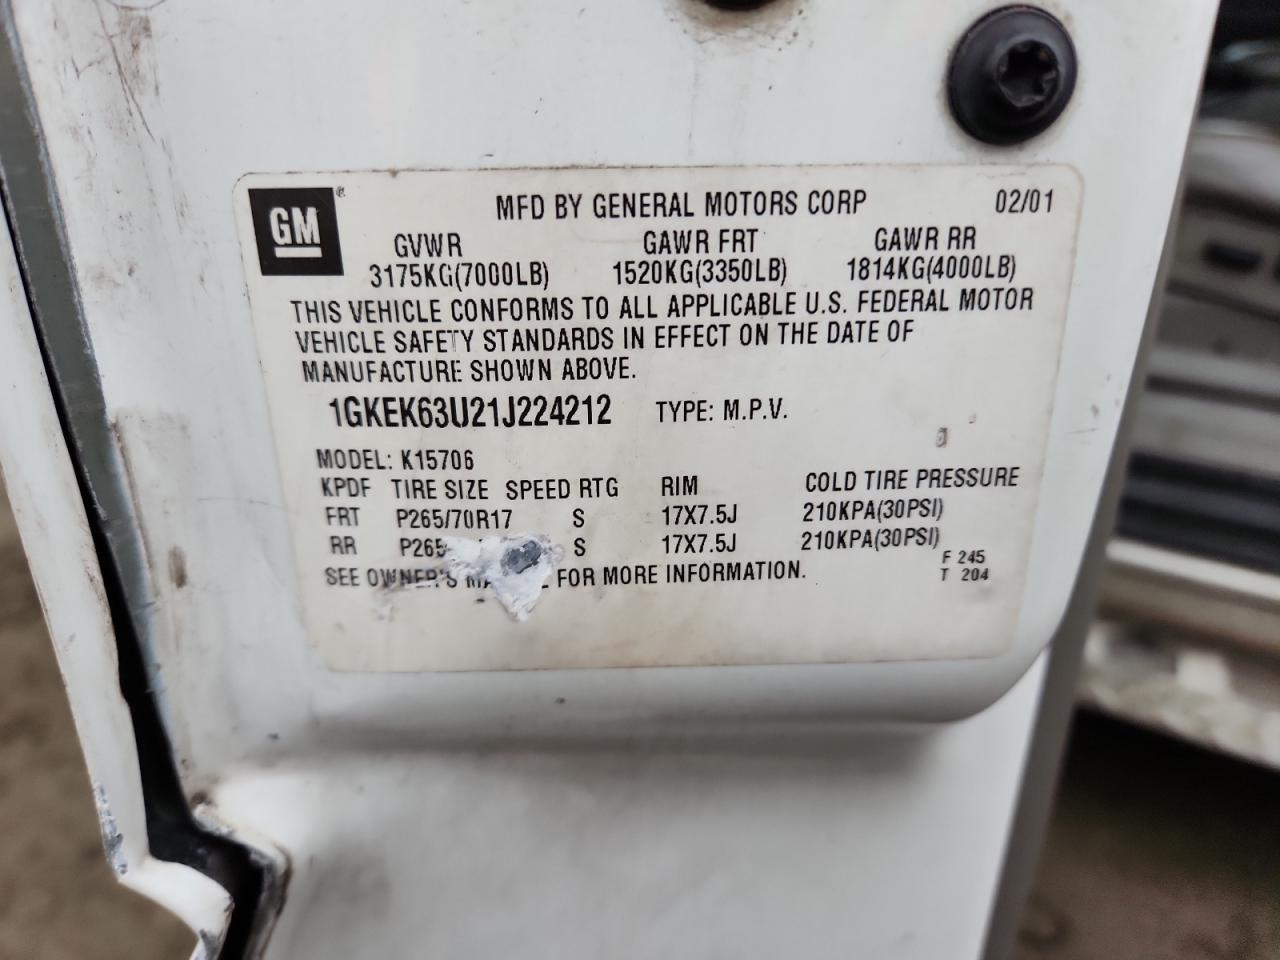 GM ®
MFD BY GENERAL MOTORS CORP 02/01
GVWR GAWR FRT GAWR RR
3175KG(7000LB) 1520KG(3350LB) 1814KG(4000LB)
THIS VEHICLE CONFORMS TO ALL APPLICABLE U.S. FEDERAL MOTOR
VEHICLE SAFETY STANDARDS IN EFFECT ON THE DATE OF
MANUFACTURE SHOWN ABOVE.
1GKEK63U21J224212 TYPE: M.P.V.
MODEL: K15706
KPDF TIRE SIZE SPEED RTG RIM COLD TIRE PRESSURE
FRT P265/70R17 S 17X7.5J 210KPA(30PSI)
RR P265 S 17X7.5J 210KPA(30PSI)
SEE OWNER'S FOR MORE INFORMATION.
F 245
T 204